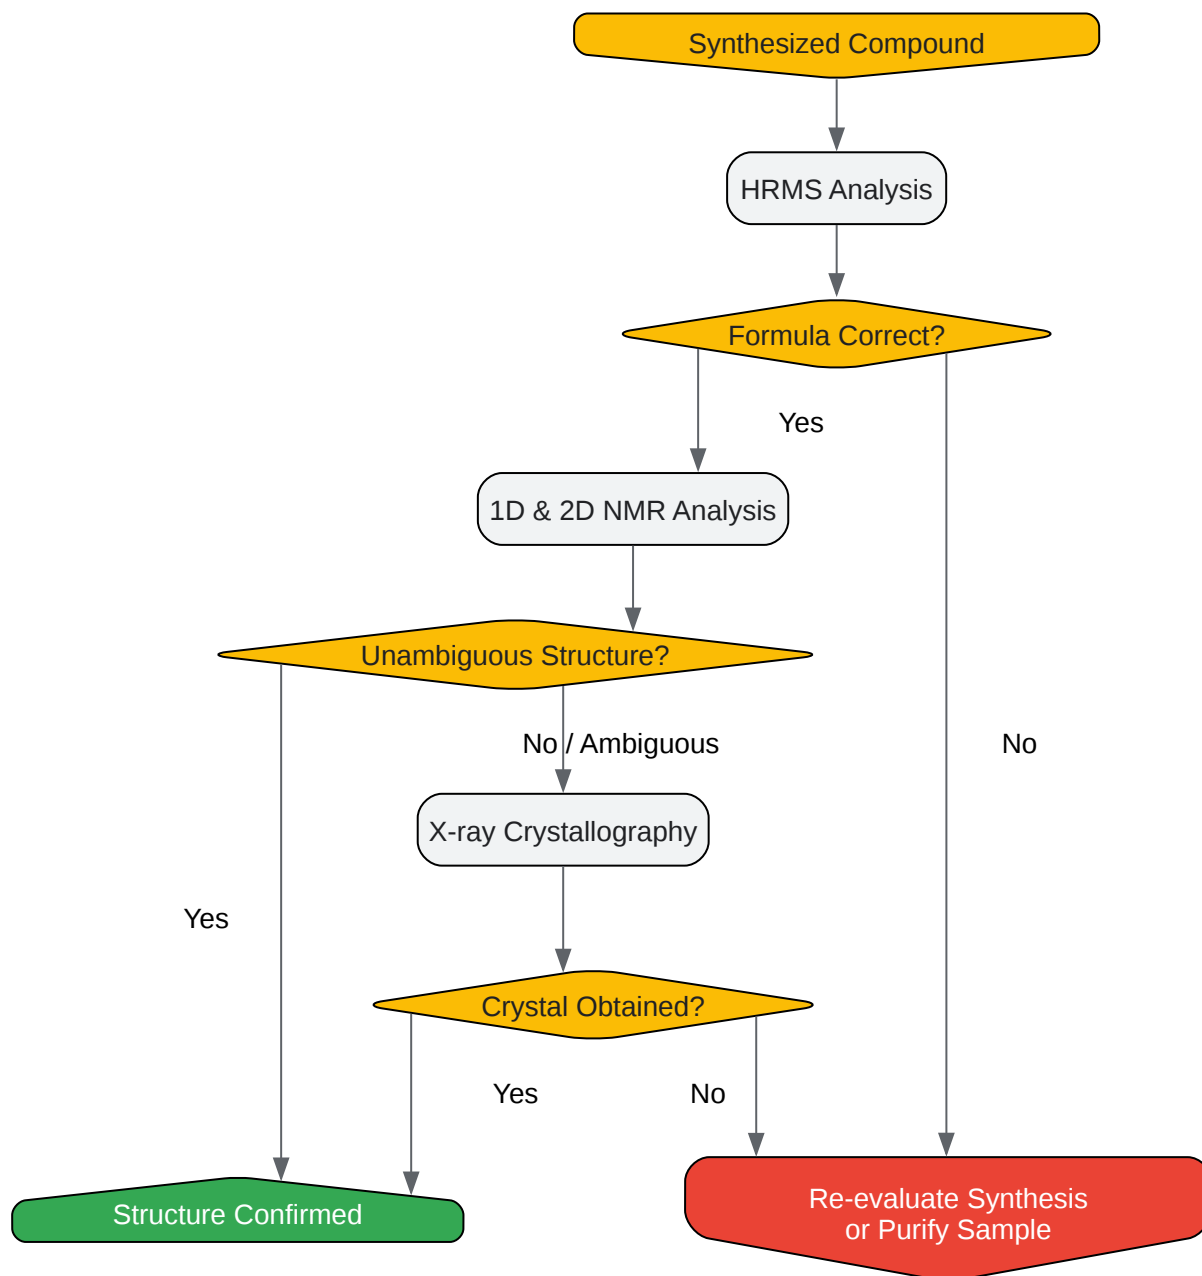 Synthesized Compound
HRMS Analysis
Formula Correct?
Yes
1D & 2D NMR Analysis
Unambiguous Structure?
No / Ambiguous
No
X-ray Crystallography
Yes
Crystal Obtained?
Yes
No
Structure Confirmed
Re-evaluate Synthesis
or Purify Sample